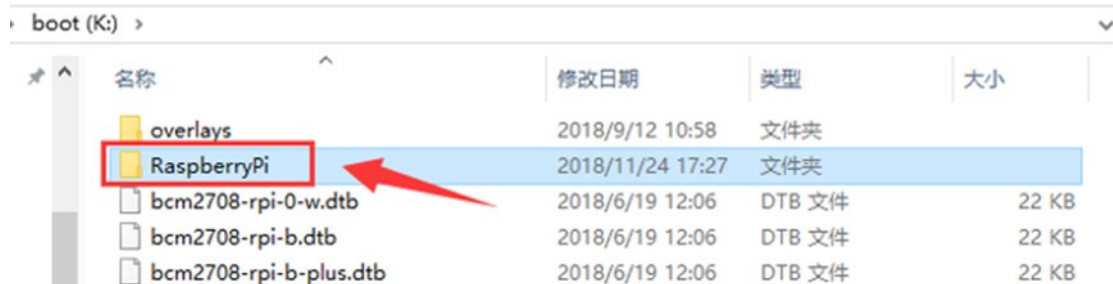 boot (K:)
名称 修改日期 类型 大小
overlays 2018/9/12 10:58 文件夹
RaspberryPi 2018/11/24 17:27 文件夹
bcm2708-rpi-0-w.dtb 2018/6/19 12:06 DTB 文件 22 KB
bcm2708-rpi-b.dtb 2018/6/19 12:06 DTB 文件 22 KB
bcm2708-rpi-b-plus.dtb 2018/6/19 12:06 DTB 文件 22 KB